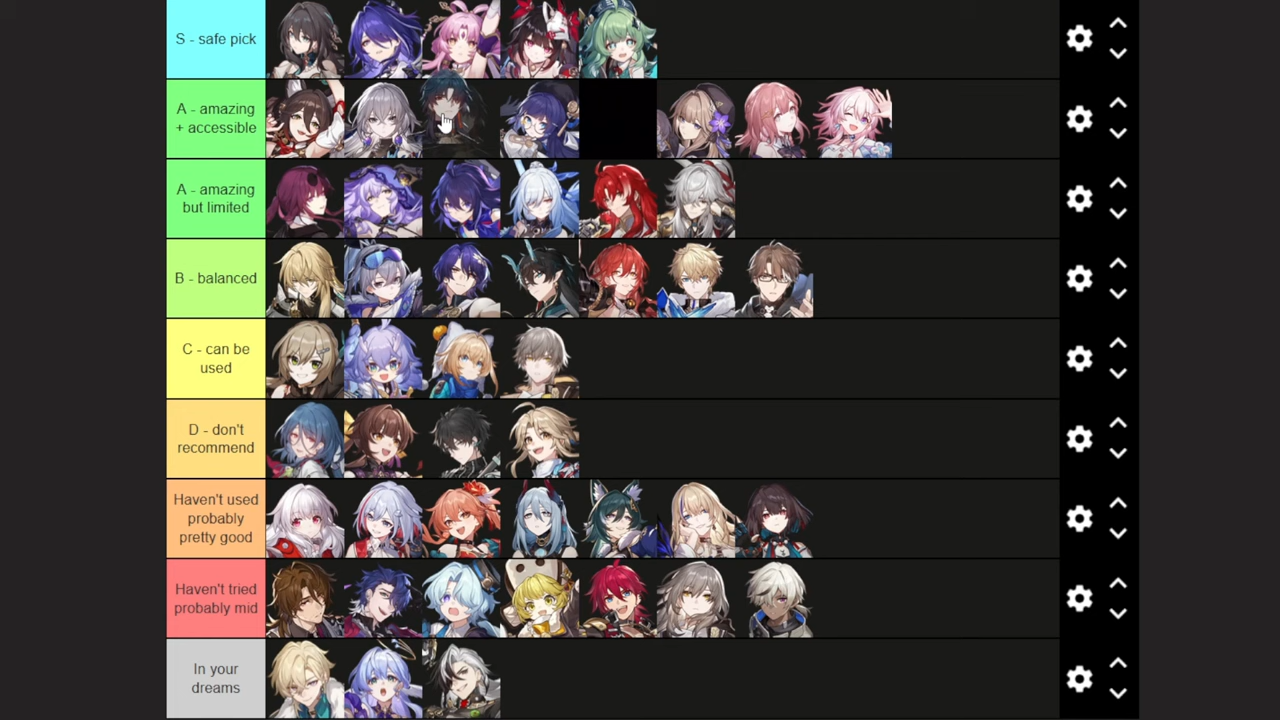 S - safe pick
A - amazing
+ accessible
A - amazing
but limited
B - balanced
C - can be
used
D - don't
recommend
Haven't used
probably
pretty good
Haven't tried
probably mid
In your
dreams